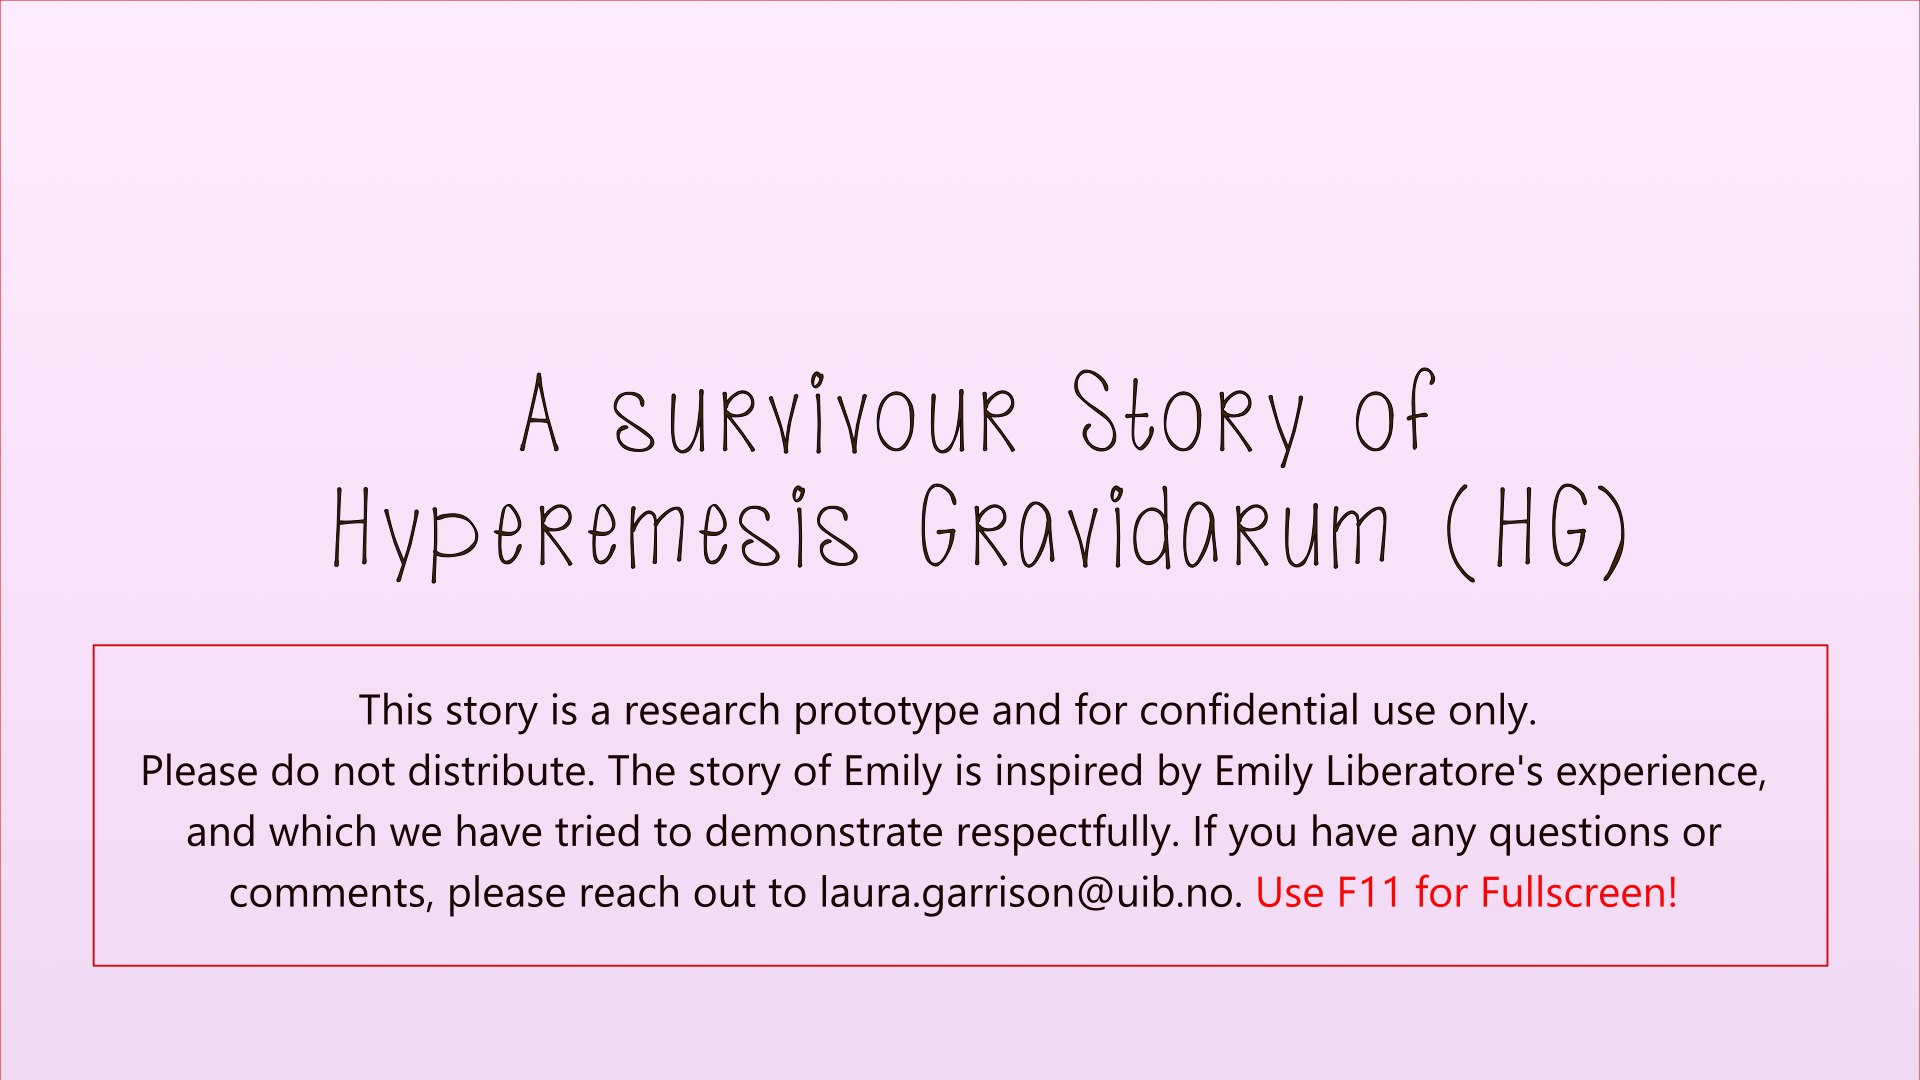 A survivour Story of
Hyperemesis Gravidarum (HG)
This story is a research prototype and for confidential use only.
Please do not distribute. The story of Emily is inspired by Emily Liberatore's experience,
and which we have tried to demonstrate respectfully. If you have any questions or
comments, please reach out to laura.garrison@uib.no. Use F11 for Fullscreen!